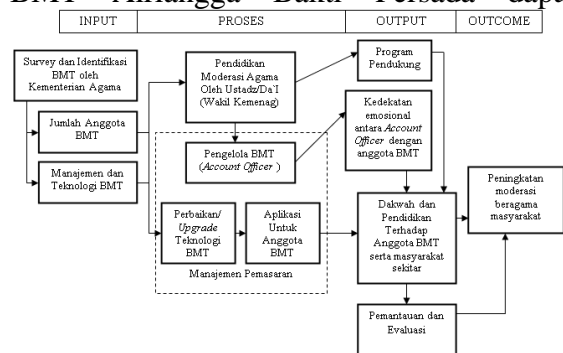 BMT Airlangga Bakti Persada dapat
INPUT
PROSES
OUTPUT
OUTCOME
Survey dan Identifikasi
BMT oleh
Kementerian Agama
Jumlah Anggota
BMT
Manajemen dan
Teknologi BMT
Pendidikan
Moderasi Agama
Oleh Ustadz/Da`I
(Wakil Kemenag)
Pengelola BMT
(Account Officer )
Perbaikan/
Upgrade
Teknologi
BMT
Aplikasi
Untuk
Anggota
BMT
Manajemen Pemasaran
Program
Pendukung
Kedekatan
emosional
antara Account
Officer dengan
anggota BMT
Dakwah dan
Pendidikan
Terhadap
Anggota BMT
serta masyarakat
sekitar
Pemantauan dan
Evaluasi
Peningkatan
moderasi
beragama
masyarakat